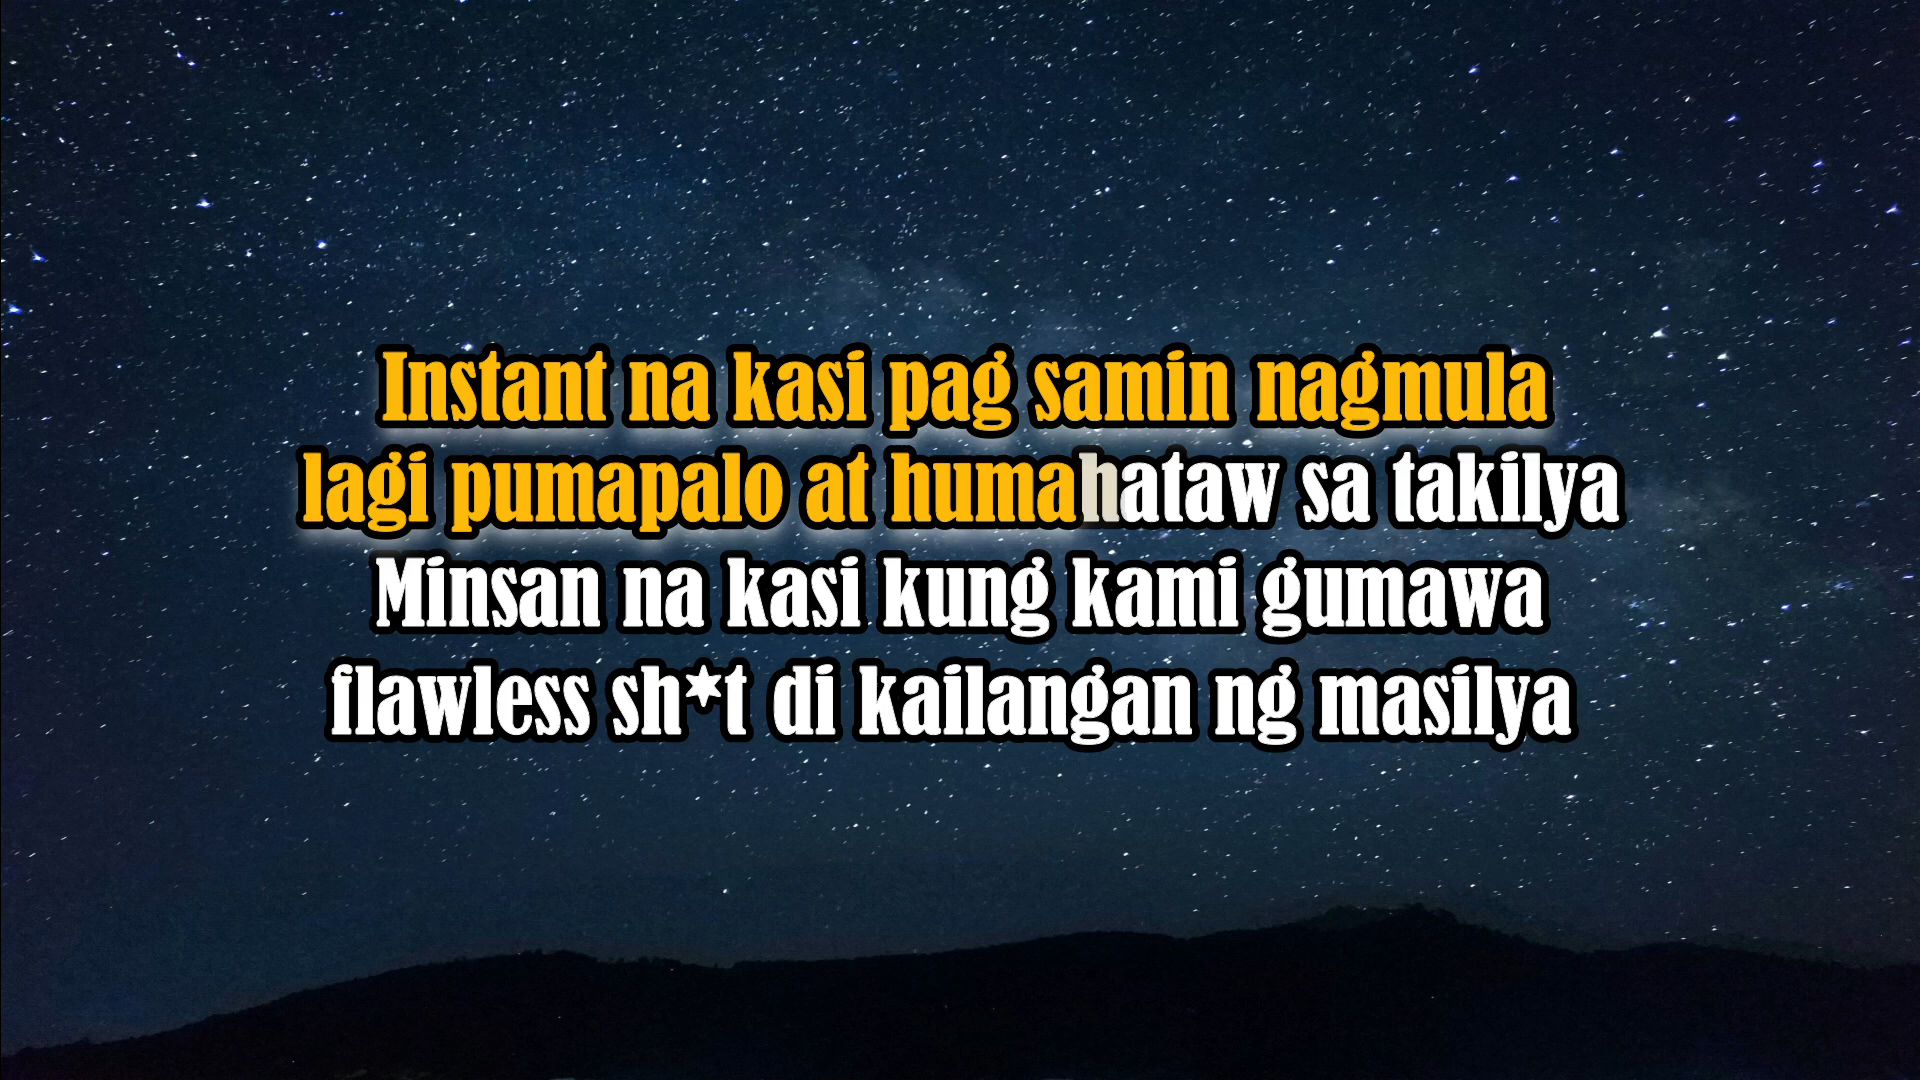 Instant na kasi pag samin nagmula
lagi pumapalo at humahataw sa takilya
Minsan na kasi kung kami gumawa
flawless sh*t di kailangan ng masilya